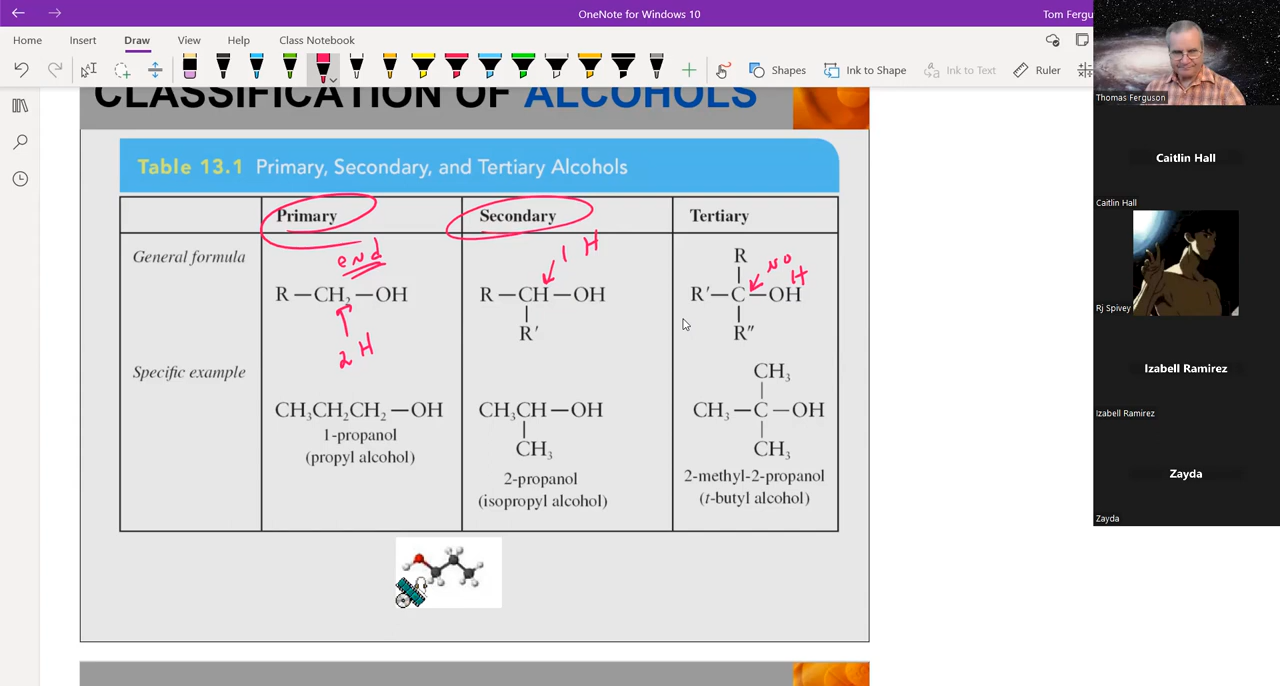 OneNote for Windows 10
Tom Fergu
Home Insert Draw View Help Class Notebook
Shapes Ink to Shape Ink to Text Ruler
CLASSIFICATION OF ALCOHOLS
Table 13.1 Primary, Secondary, and Tertiary Alcohols
Primary Secondary Tertiary
General formula
end
2 H
1 H
NO H
R—CH₂—OH
R—CH—OH
R′
R
R′—C—OH
R″
Specific example
CH₃CH₂CH₂—OH
1-propanol
(propyl alcohol)
CH₃CH—OH
CH₃
2-propanol
(isopropyl alcohol)
CH₃
CH₃—C—OH
CH₃
2-methyl-2-propanol
(t-butyl alcohol)
Thomas Ferguson
Caitlin Hall
Caitlin Hall
Rj Spivey
Izabell Ramirez
Izabell Ramirez
Zayda
Zayda